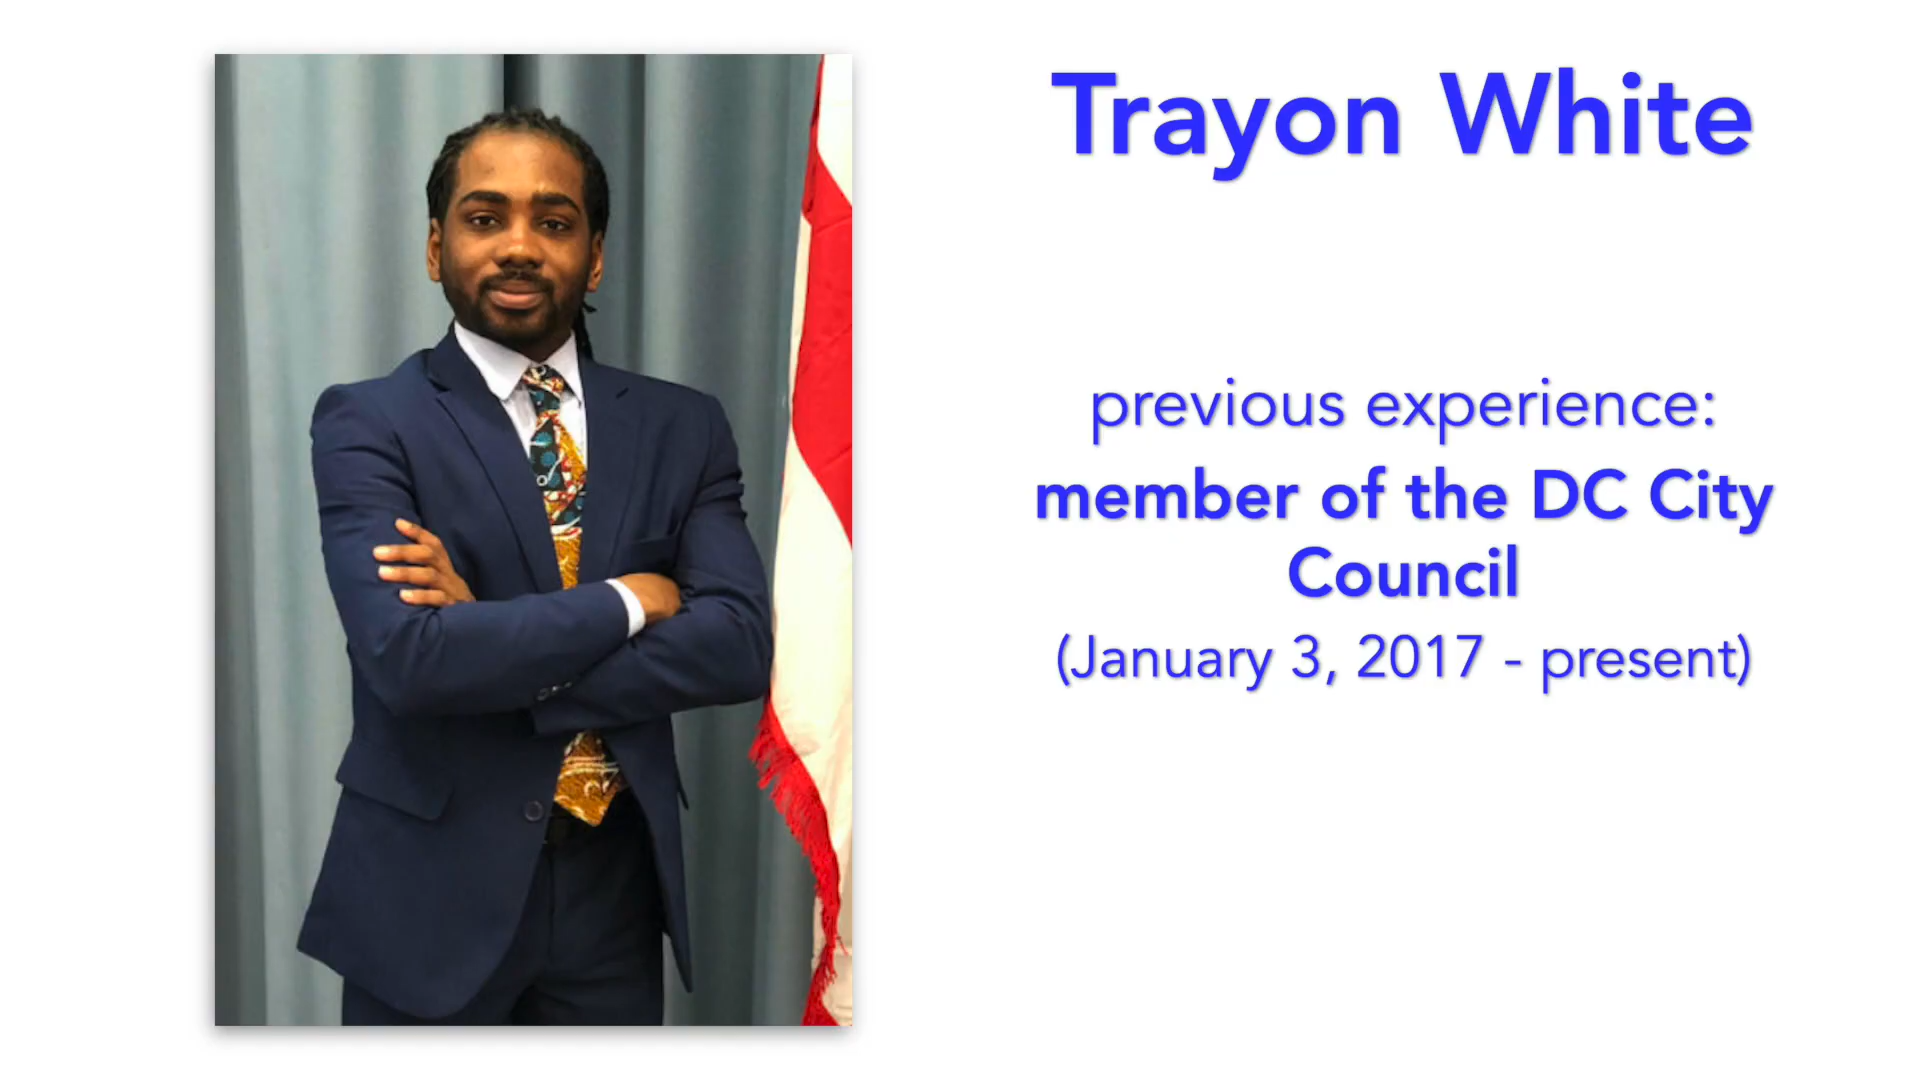 Trayon White
previous experience:
member of the DC City
Council
(January 3, 2017 - present)